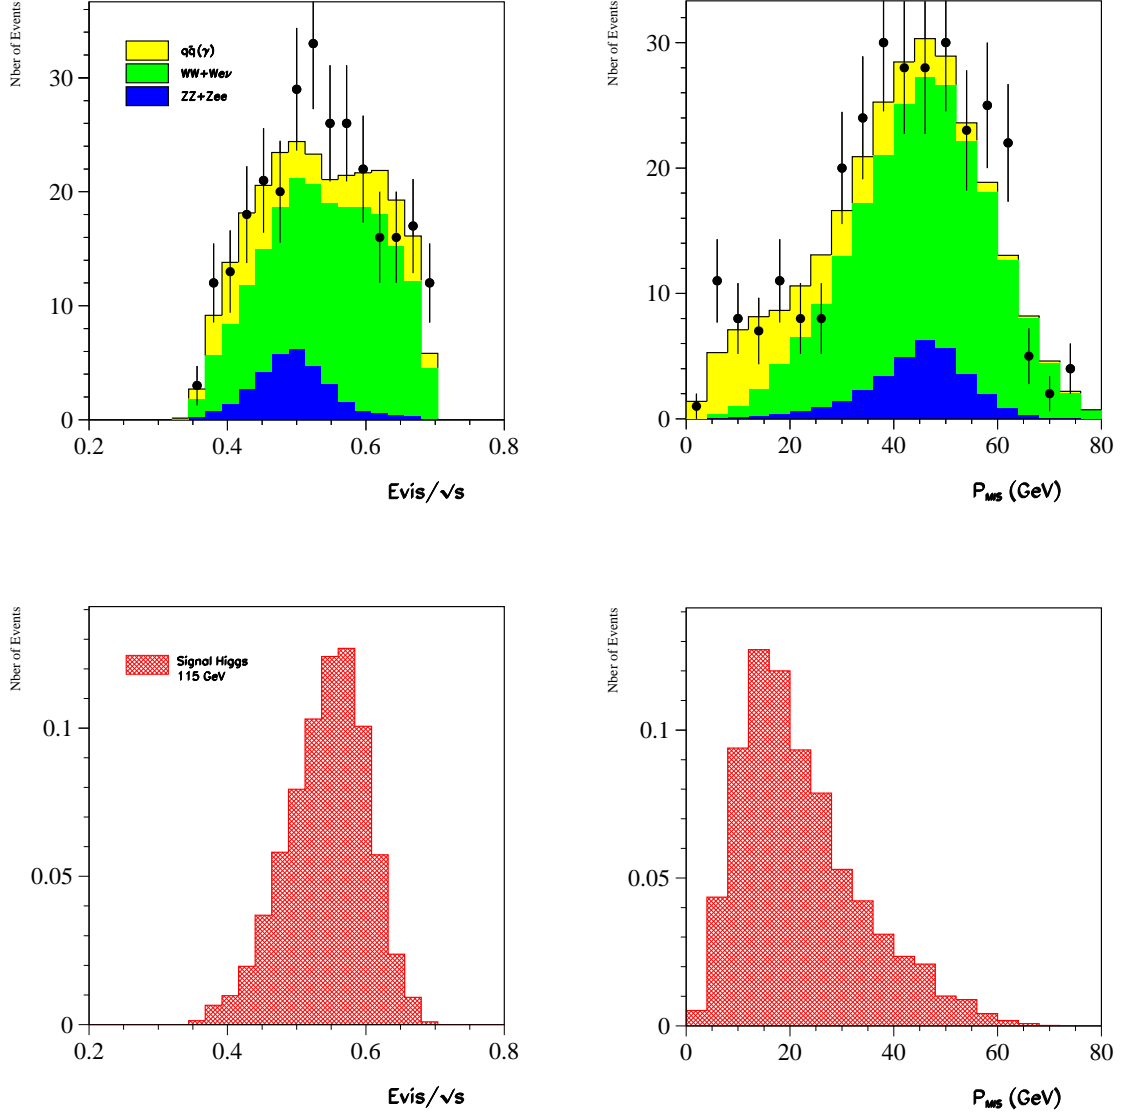 Nber of Events
30
20
10
0
qq̄(γ)
WW+Weν
ZZ+Zee
0.2 0.4 0.6 0.8
Evis/√s
Nber of Events
30
20
10
0
0 20 40 60 80
P_MIS (GeV)
Nber of Events
0.1
0.05
0
Signal Higgs
115 GeV
0.2 0.4 0.6 0.8
Evis/√s
Nber of Events
0.1
0.05
0
0 20 40 60 80
P_MIS (GeV)